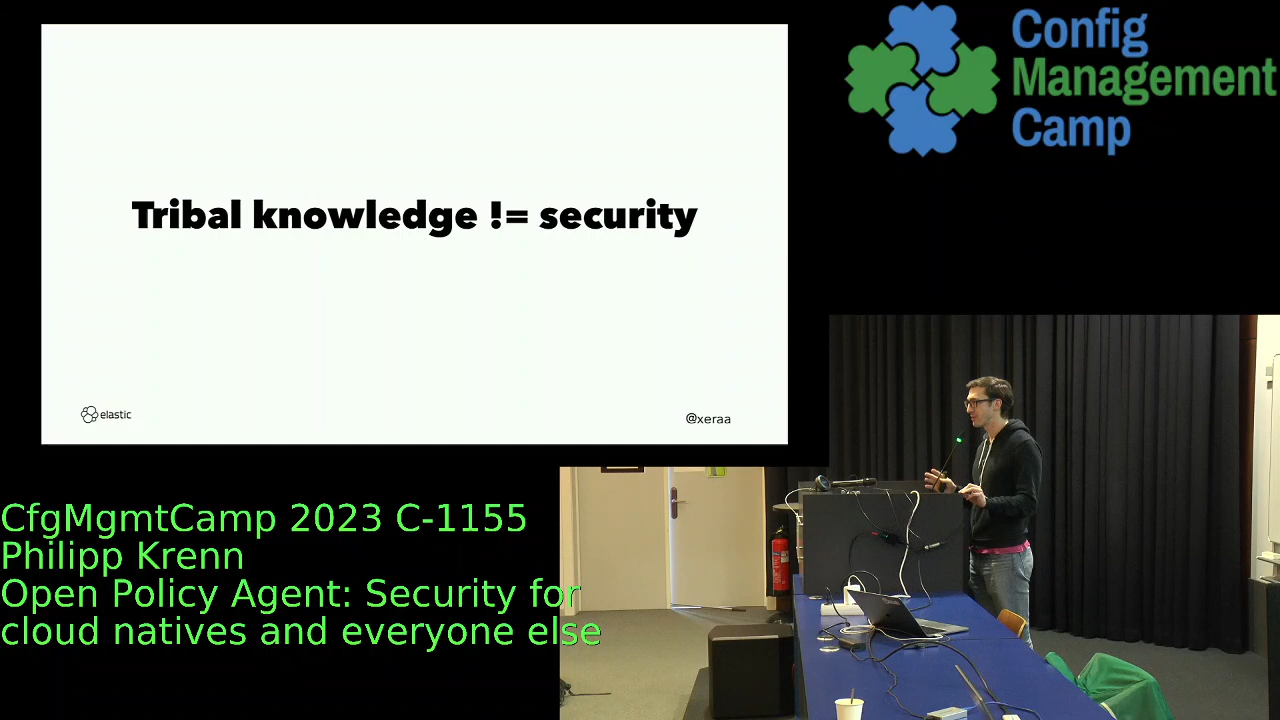 Config
Management
Camp
Tribal knowledge != security
elastic
@xeraa
CfgMgmtCamp 2023 C-1155
Philipp Krenn
Open Policy Agent: Security for
cloud natives and everyone else